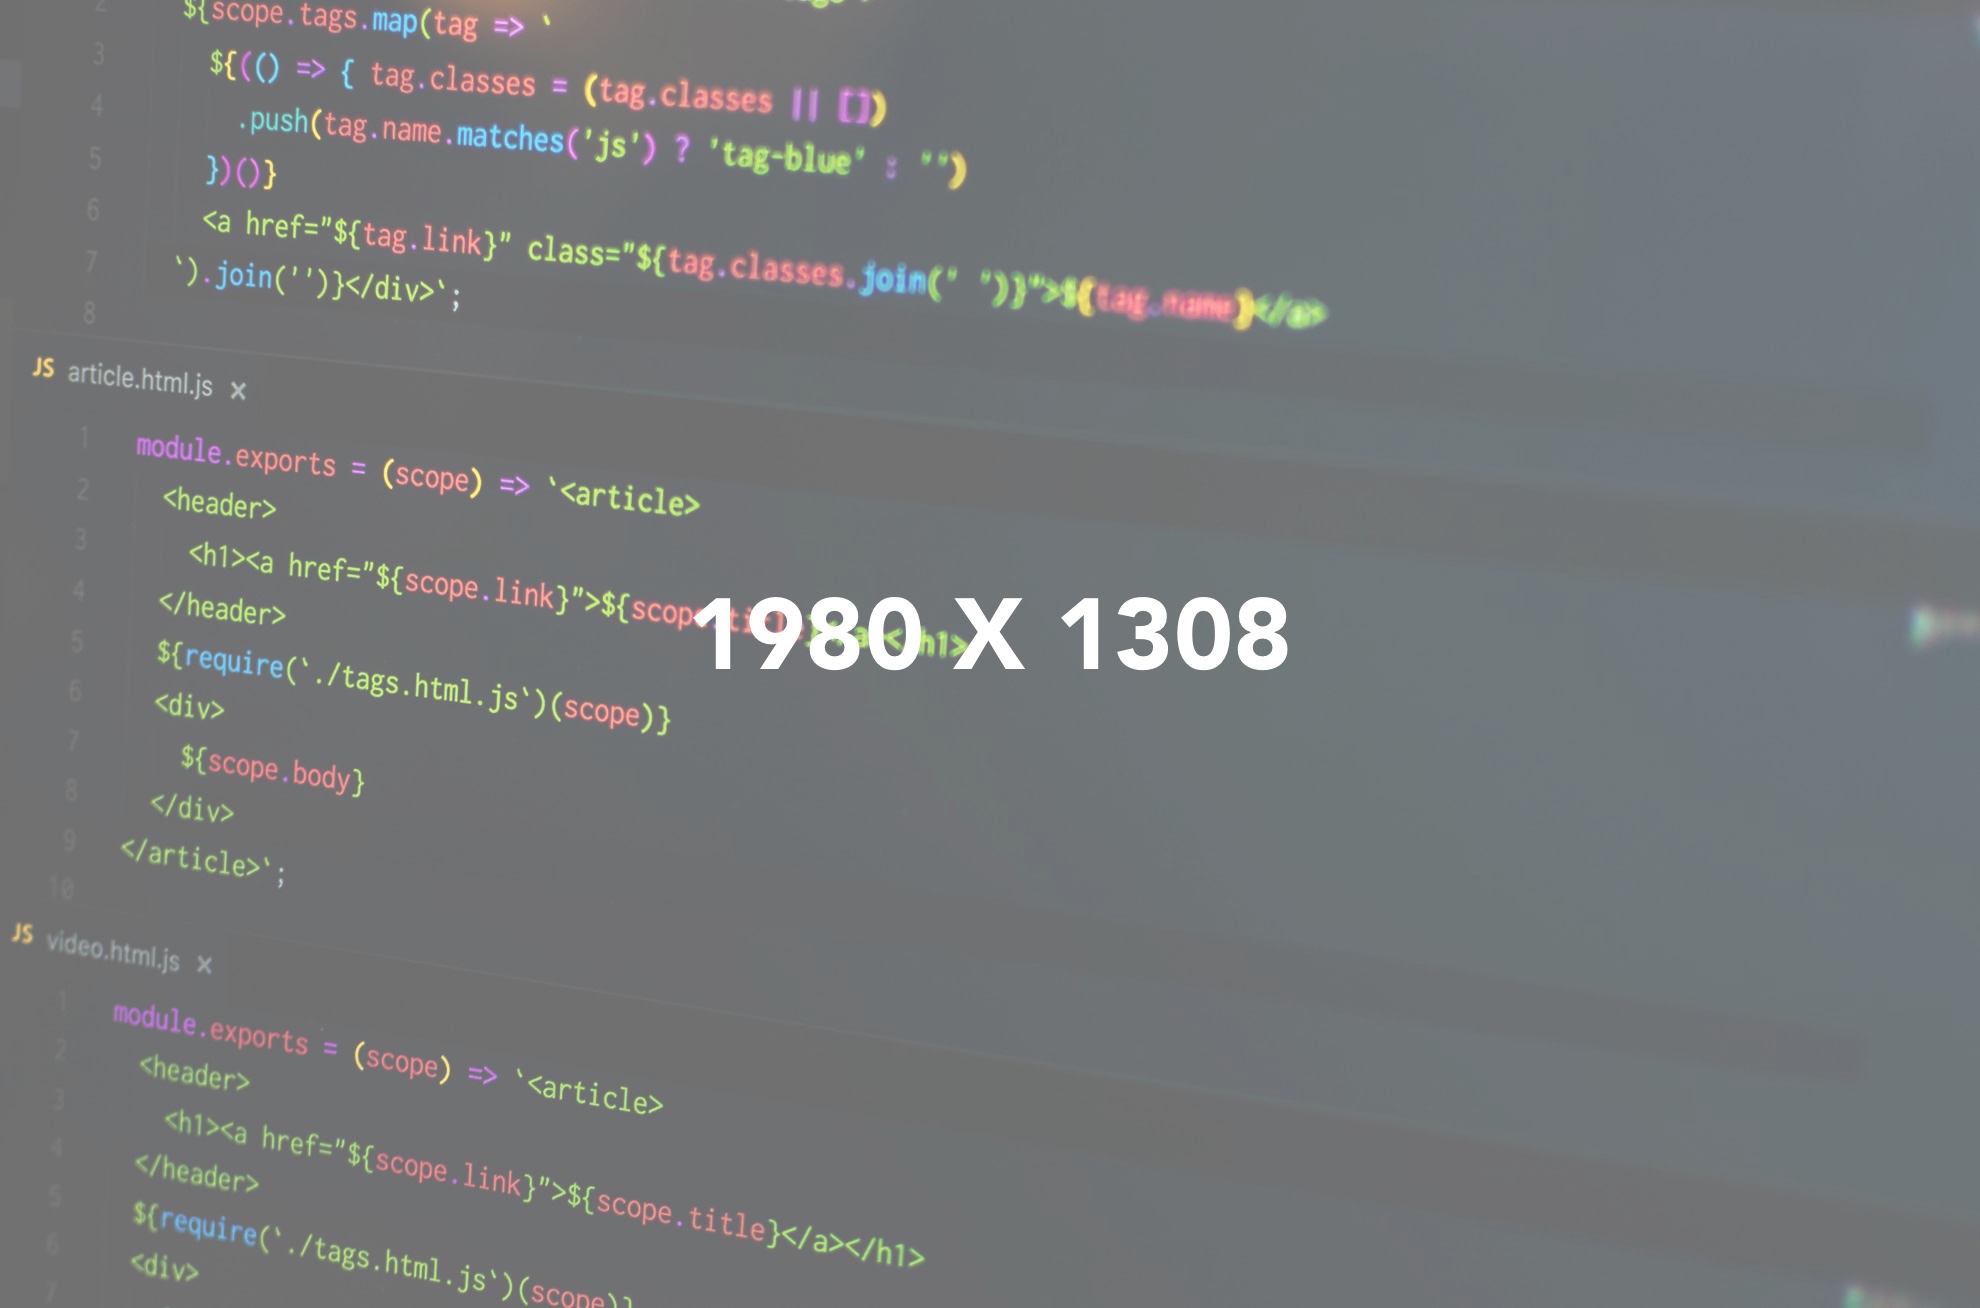 2
${scope.tags.map(tag => `
3
${(() => { tag.classes = (tag.classes || [])
4
.push(tag.name.matches('js') ? 'tag-blue' : '')
5
})()}
6
<a href="${tag.link}" class="${tag.classes.join(" ")}">${tag.name}</a>
7
`).join('')}</div>`;
8
JS article.html.js ×
1
module.exports = (scope) => `<article>
2
<header>
3
<h1><a href="${scope.link}">${scope.title}</a></h1>
4
</header>
5
${require(`./tags.html.js`)(scope)}
6
<div>
7
${scope.body}
8
</div>
9
</article>`;
10
1980 X 1308
JS video.html.js ×
1
module.exports = (scope) => `<article>
2
<header>
3
<h1><a href="${scope.link}">${scope.title}</a></h1>
4
</header>
5
${require(`./tags.html.js`)(scope)}
6
<div>
7